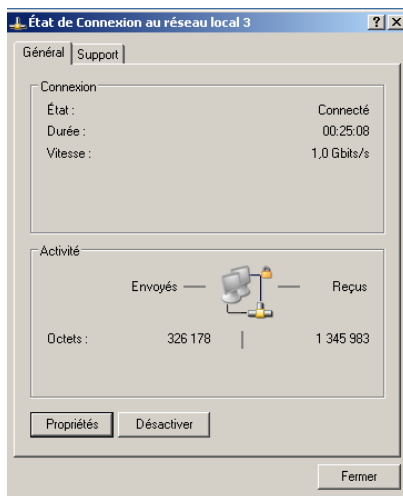 État de Connexion au réseau local 3
Général Support
Connexion
État : Connecté
Durée : 00:25:08
Vitesse : 1,0 Gbits/s
Activité
Envoyés Reçus
Octets : 326 178 1 345 983
Propriétés Désactiver
Fermer